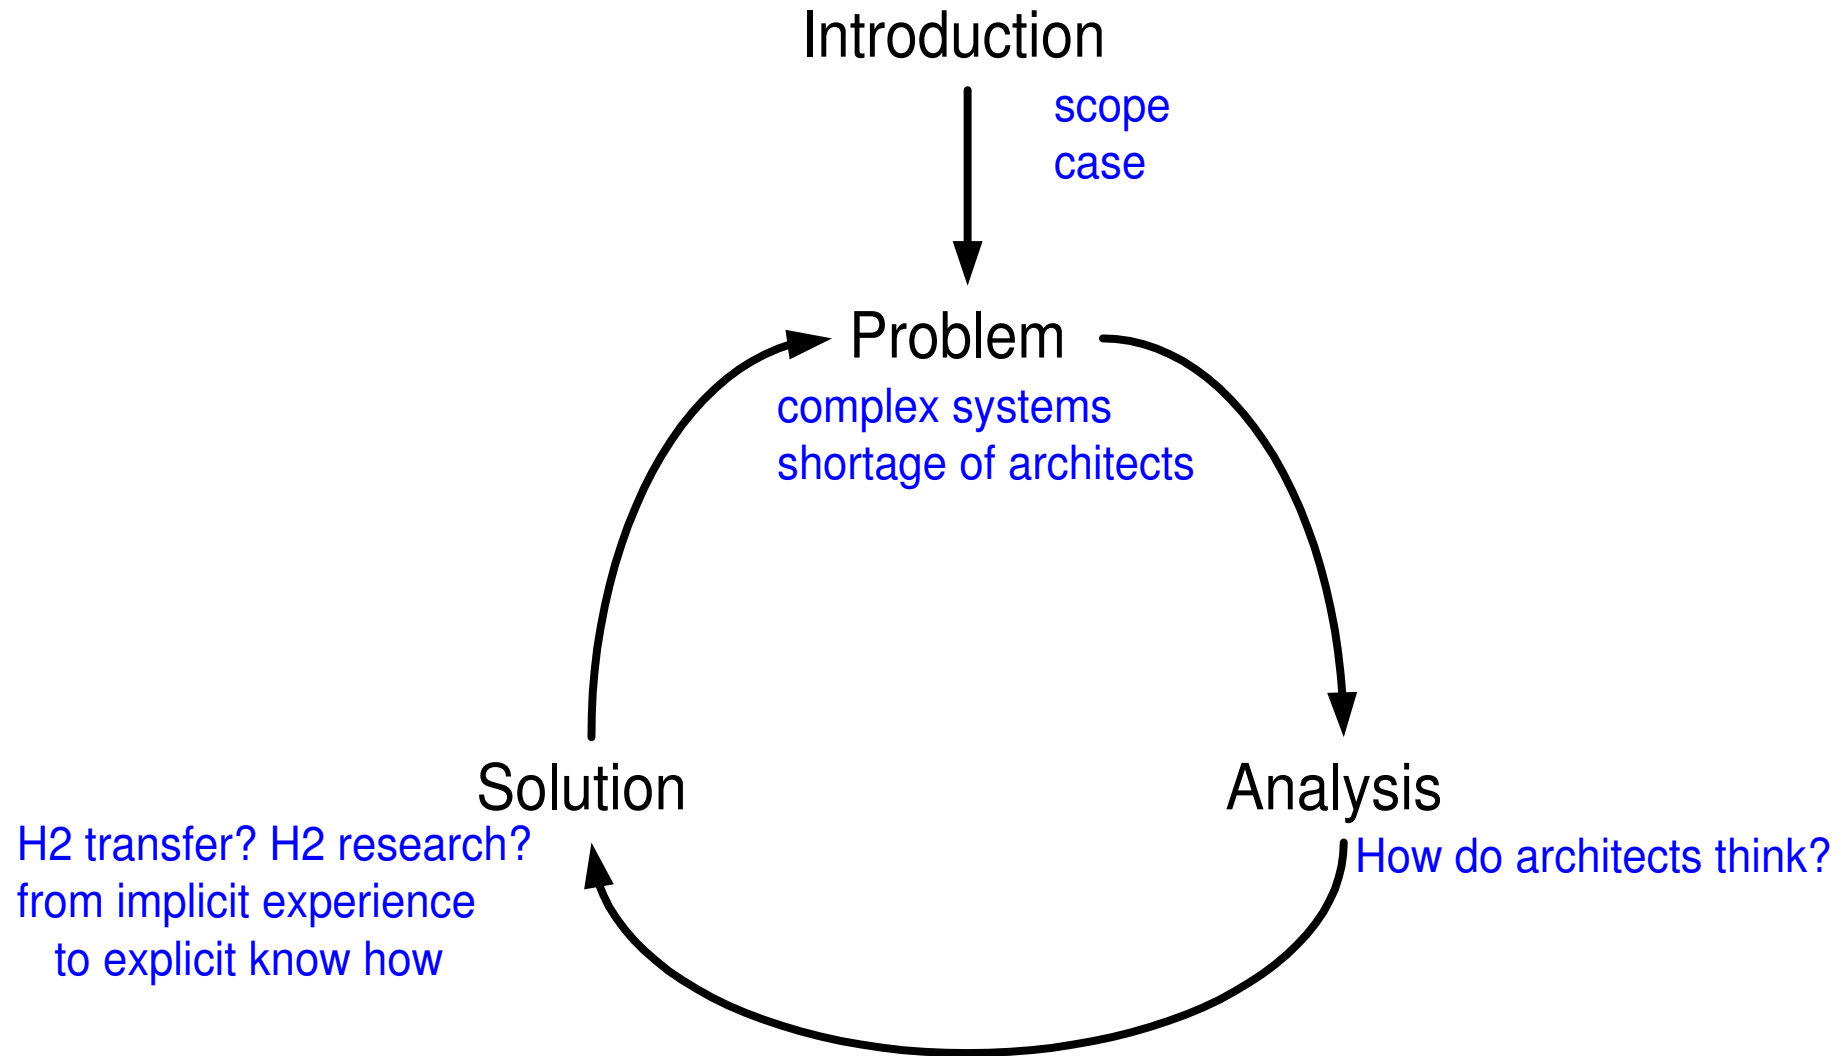 Introduction
scope
case
Problem
complex systems
shortage of architects
Solution
H2 transfer? H2 research?
from implicit experience
to explicit know how
Analysis
How do architects think?